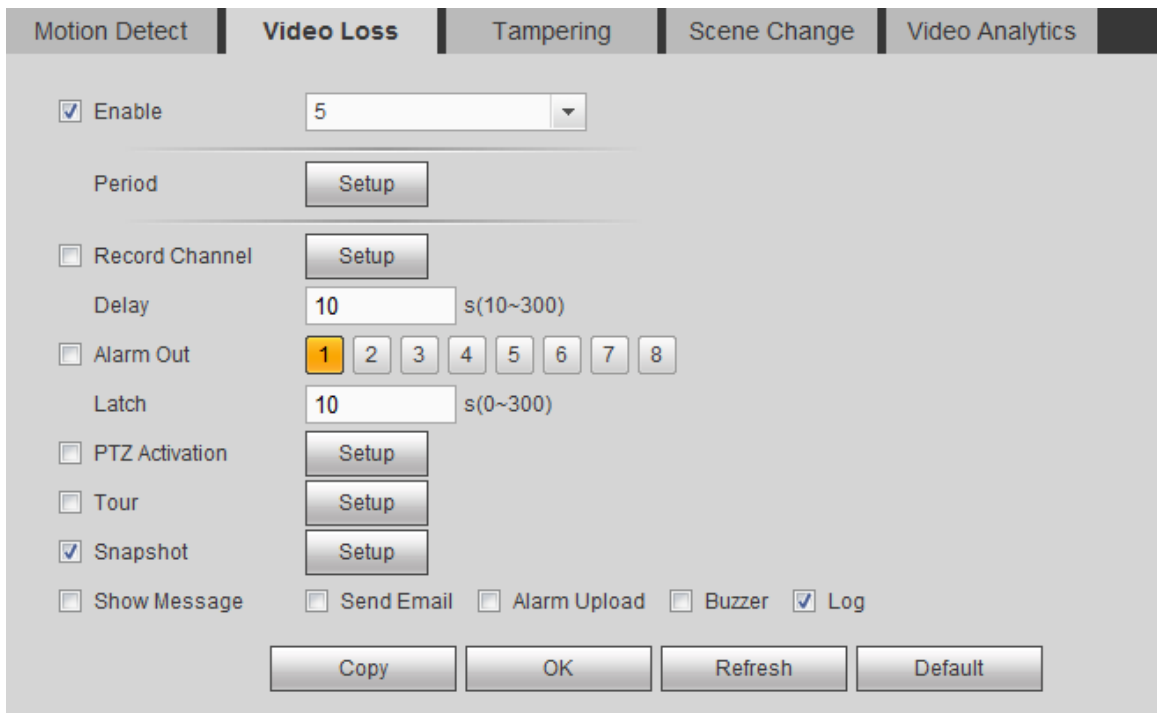 Motion Detect Video Loss Tampering Scene Change Video Analytics
Enable 5
Period Setup
Record Channel Setup
Delay 10 s(10~300)
Alarm Out 1 2 3 4 5 6 7 8
Latch 10 s(0~300)
PTZ Activation Setup
Tour Setup
Snapshot Setup
Show Message Send Email Alarm Upload Buzzer Log
Copy OK Refresh Default